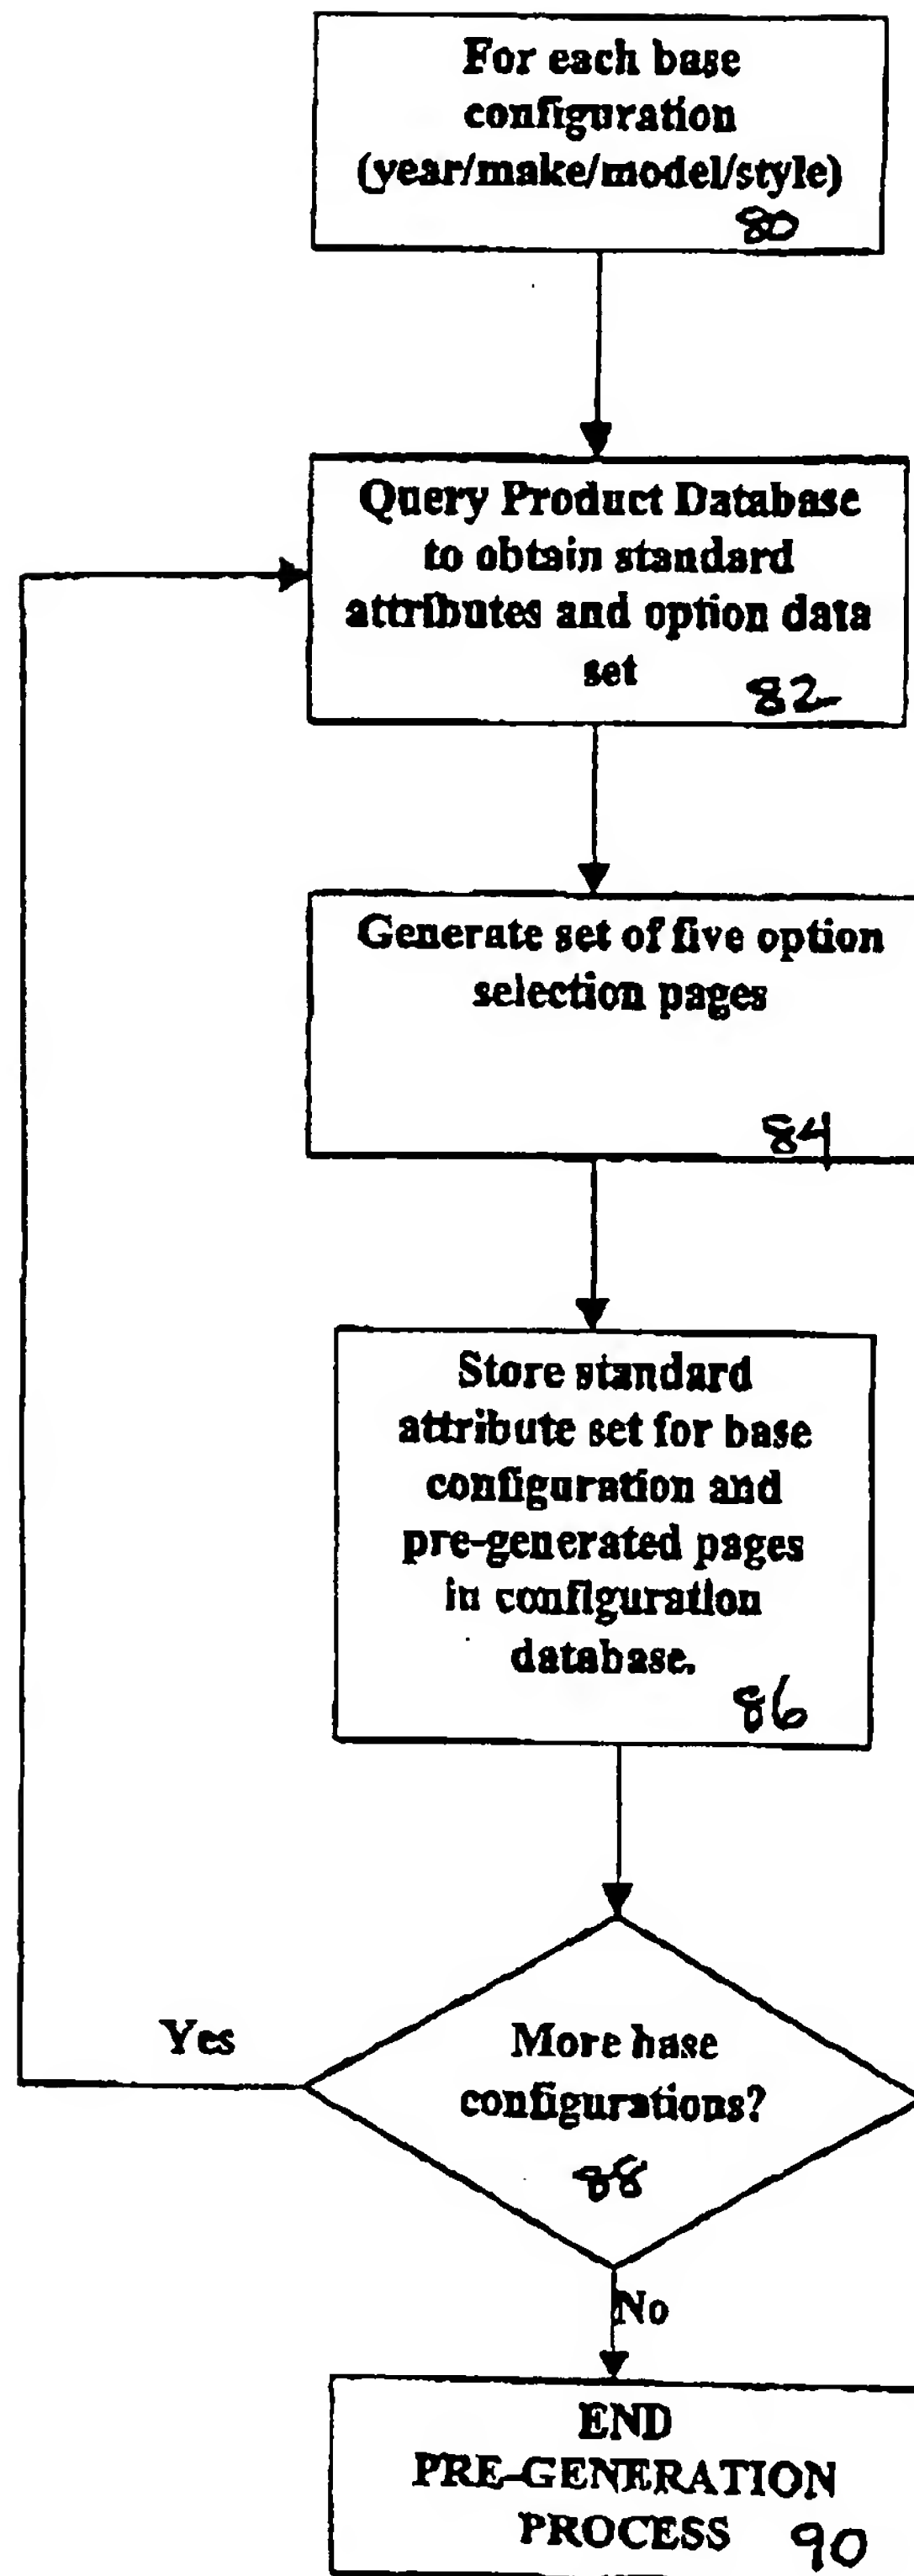 For each base
configuration
(year/make/model/style)
80
Query Product Database
to obtain standard
attributes and option data
set
82
Generate set of five option
selection pages
84
Store standard
attribute set for base
configuration and
pre-generated pages
in configuration
database.
86
Yes
More base
configurations?
88
No
END
PRE-GENERATION
PROCESS 90